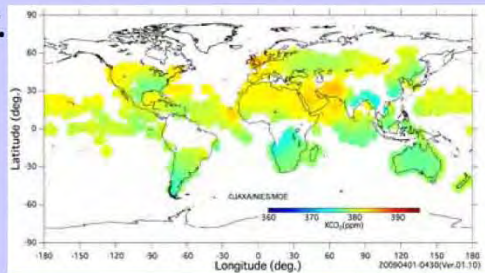 90
60
30
0
-30
-60
-90
Latitude (deg.)
©JAXA/NIES/MOE
360 370 380 390
XCO₂(ppm)
-180 -150 -120 -90 -60 -30 0 30 60 90 120 150 180
Longitude (deg.)
20090401-0430(Ver.01.10)